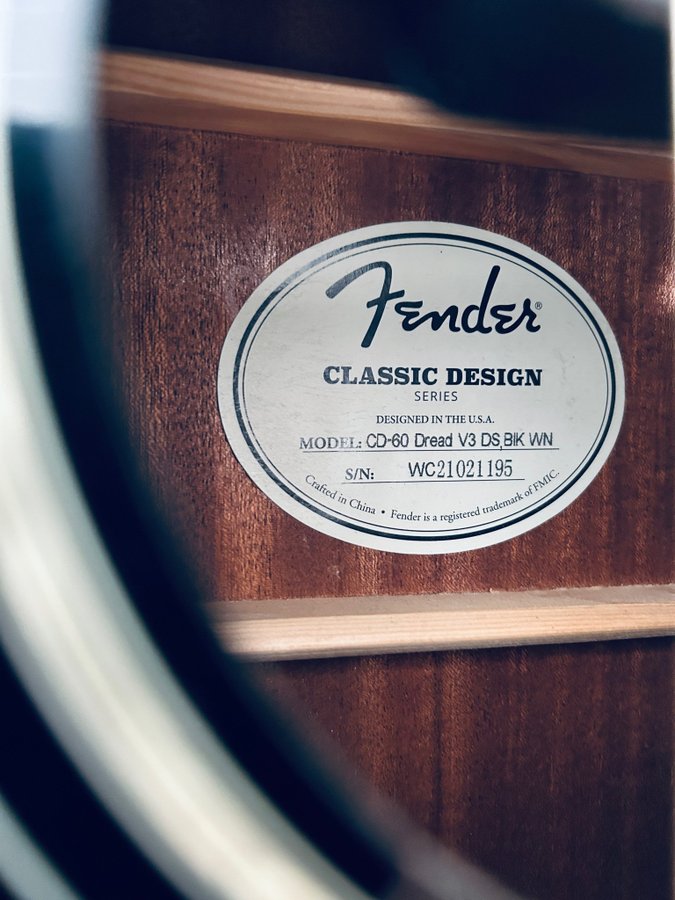 Fender®
CLASSIC DESIGN
SERIES
DESIGNED IN THE U.S.A.
MODEL: CD-60 Dread V3 DS,BlK WN
S/N: WC21021195
Crafted in China • Fender is a registered trademark of FMIC.